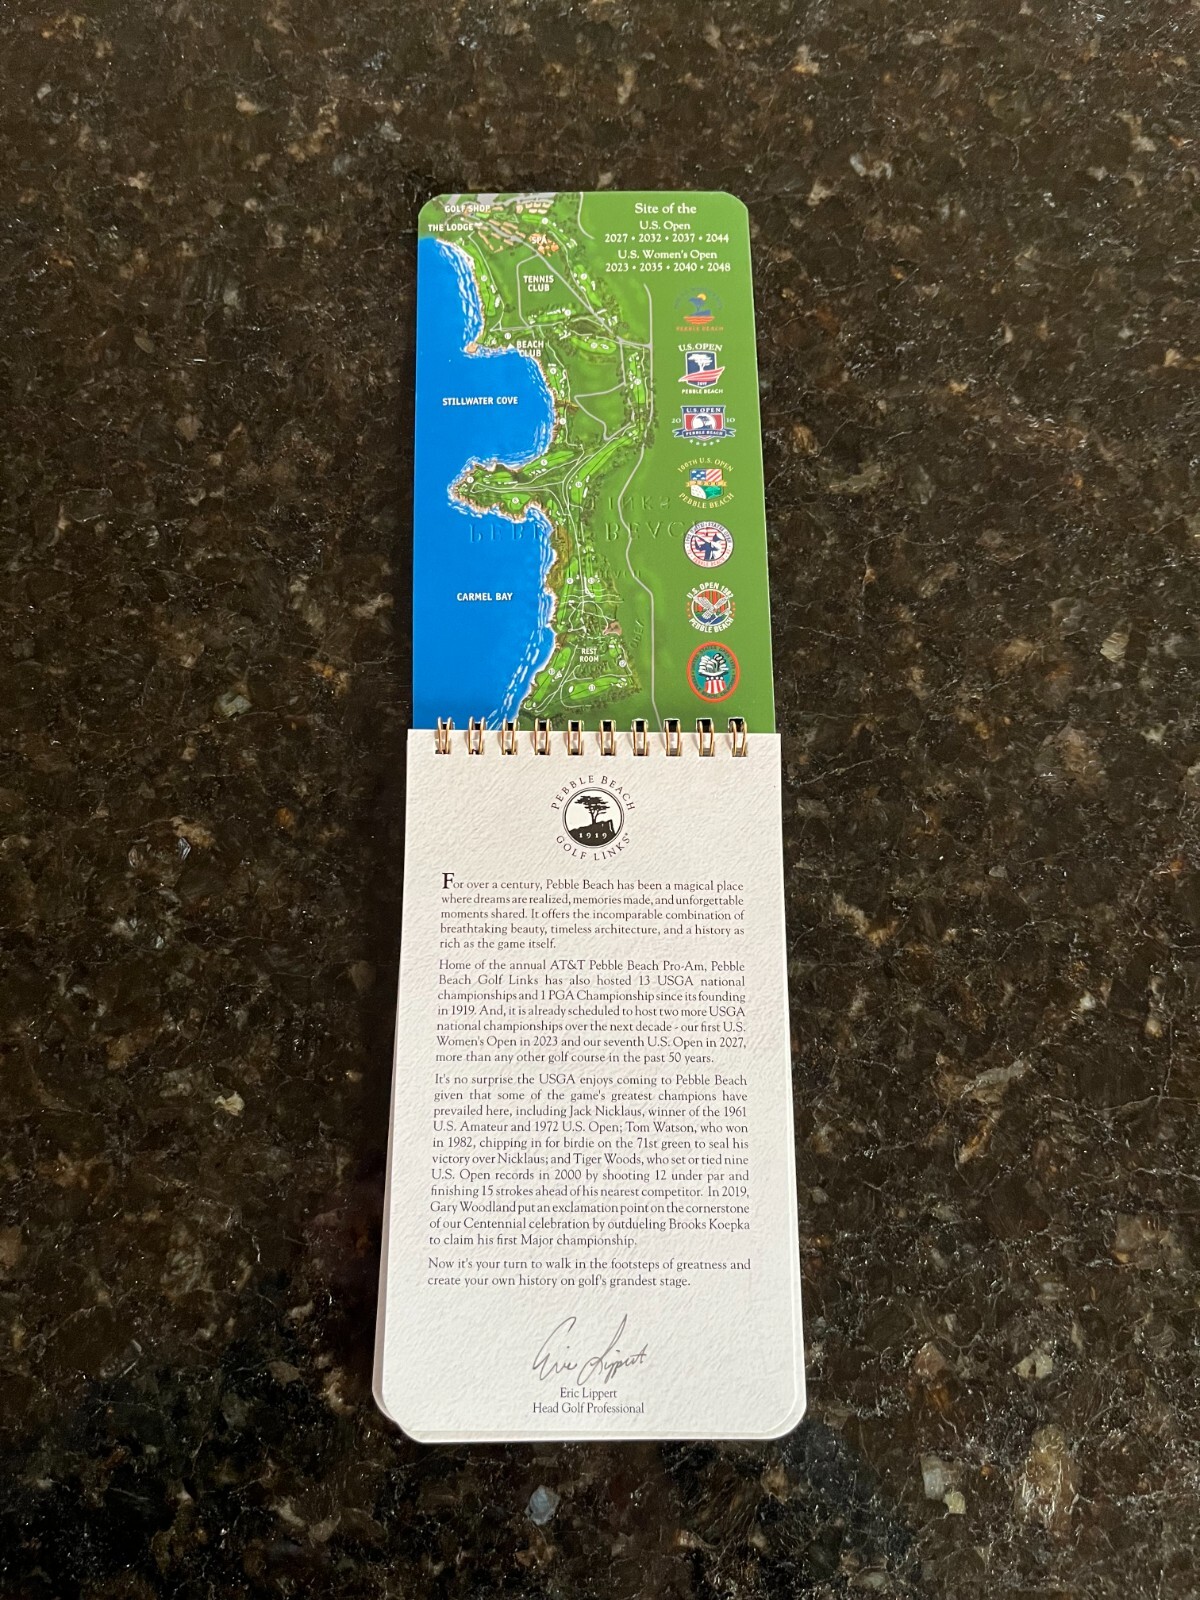 GOLF SHOP
THE LODGE
SPA
TENNIS
CLUB
BEACH
CLUB
STILLWATER COVE
CARMEL BAY
REST
ROOM
Site of the
U.S. Open
2027 • 2032 • 2037 • 2044
U.S. Women's Open
2023 • 2035 • 2040 • 2048
PEBBLE BEACH
U.S. OPEN
2019
PEBBLE BEACH
U.S. OPEN
20 10
PEBBLE BEACH
100TH U.S. OPEN
PEBBLE BEACH
U.S. OPEN 1992
PEBBLE BEACH
PEBBLE BEACH
1919
GOLF LINKS
For over a century, Pebble Beach has been a magical place
where dreams are realized, memories made, and unforgettable
moments shared. It offers the incomparable combination of
breathtaking beauty, timeless architecture, and a history as
rich as the game itself.
Home of the annual AT&T Pebble Beach Pro-Am, Pebble
Beach Golf Links has also hosted 13 USGA national
championships and 1 PGA Championship since its founding
in 1919. And, it is already scheduled to host two more USGA
national championships over the next decade - our first U.S.
Women's Open in 2023 and our seventh U.S. Open in 2027,
more than any other golf course in the past 50 years.
It's no surprise the USGA enjoys coming to Pebble Beach
given that some of the game's greatest champions have
prevailed here, including Jack Nicklaus, winner of the 1961
U.S. Amateur and 1972 U.S. Open; Tom Watson, who won
in 1982, chipping in for birdie on the 71st green to seal his
victory over Nicklaus; and Tiger Woods, who set or tied nine
U.S. Open records in 2000 by shooting 12 under par and
finishing 15 strokes ahead of his nearest competitor. In 2019,
Gary Woodland put an exclamation point on the cornerstone
of our Centennial celebration by outdueling Brooks Koepka
to claim his first Major championship.
Now it's your turn to walk in the footsteps of greatness and
create your own history on golf's grandest stage.
Eric Lippert
Eric Lippert
Head Golf Professional